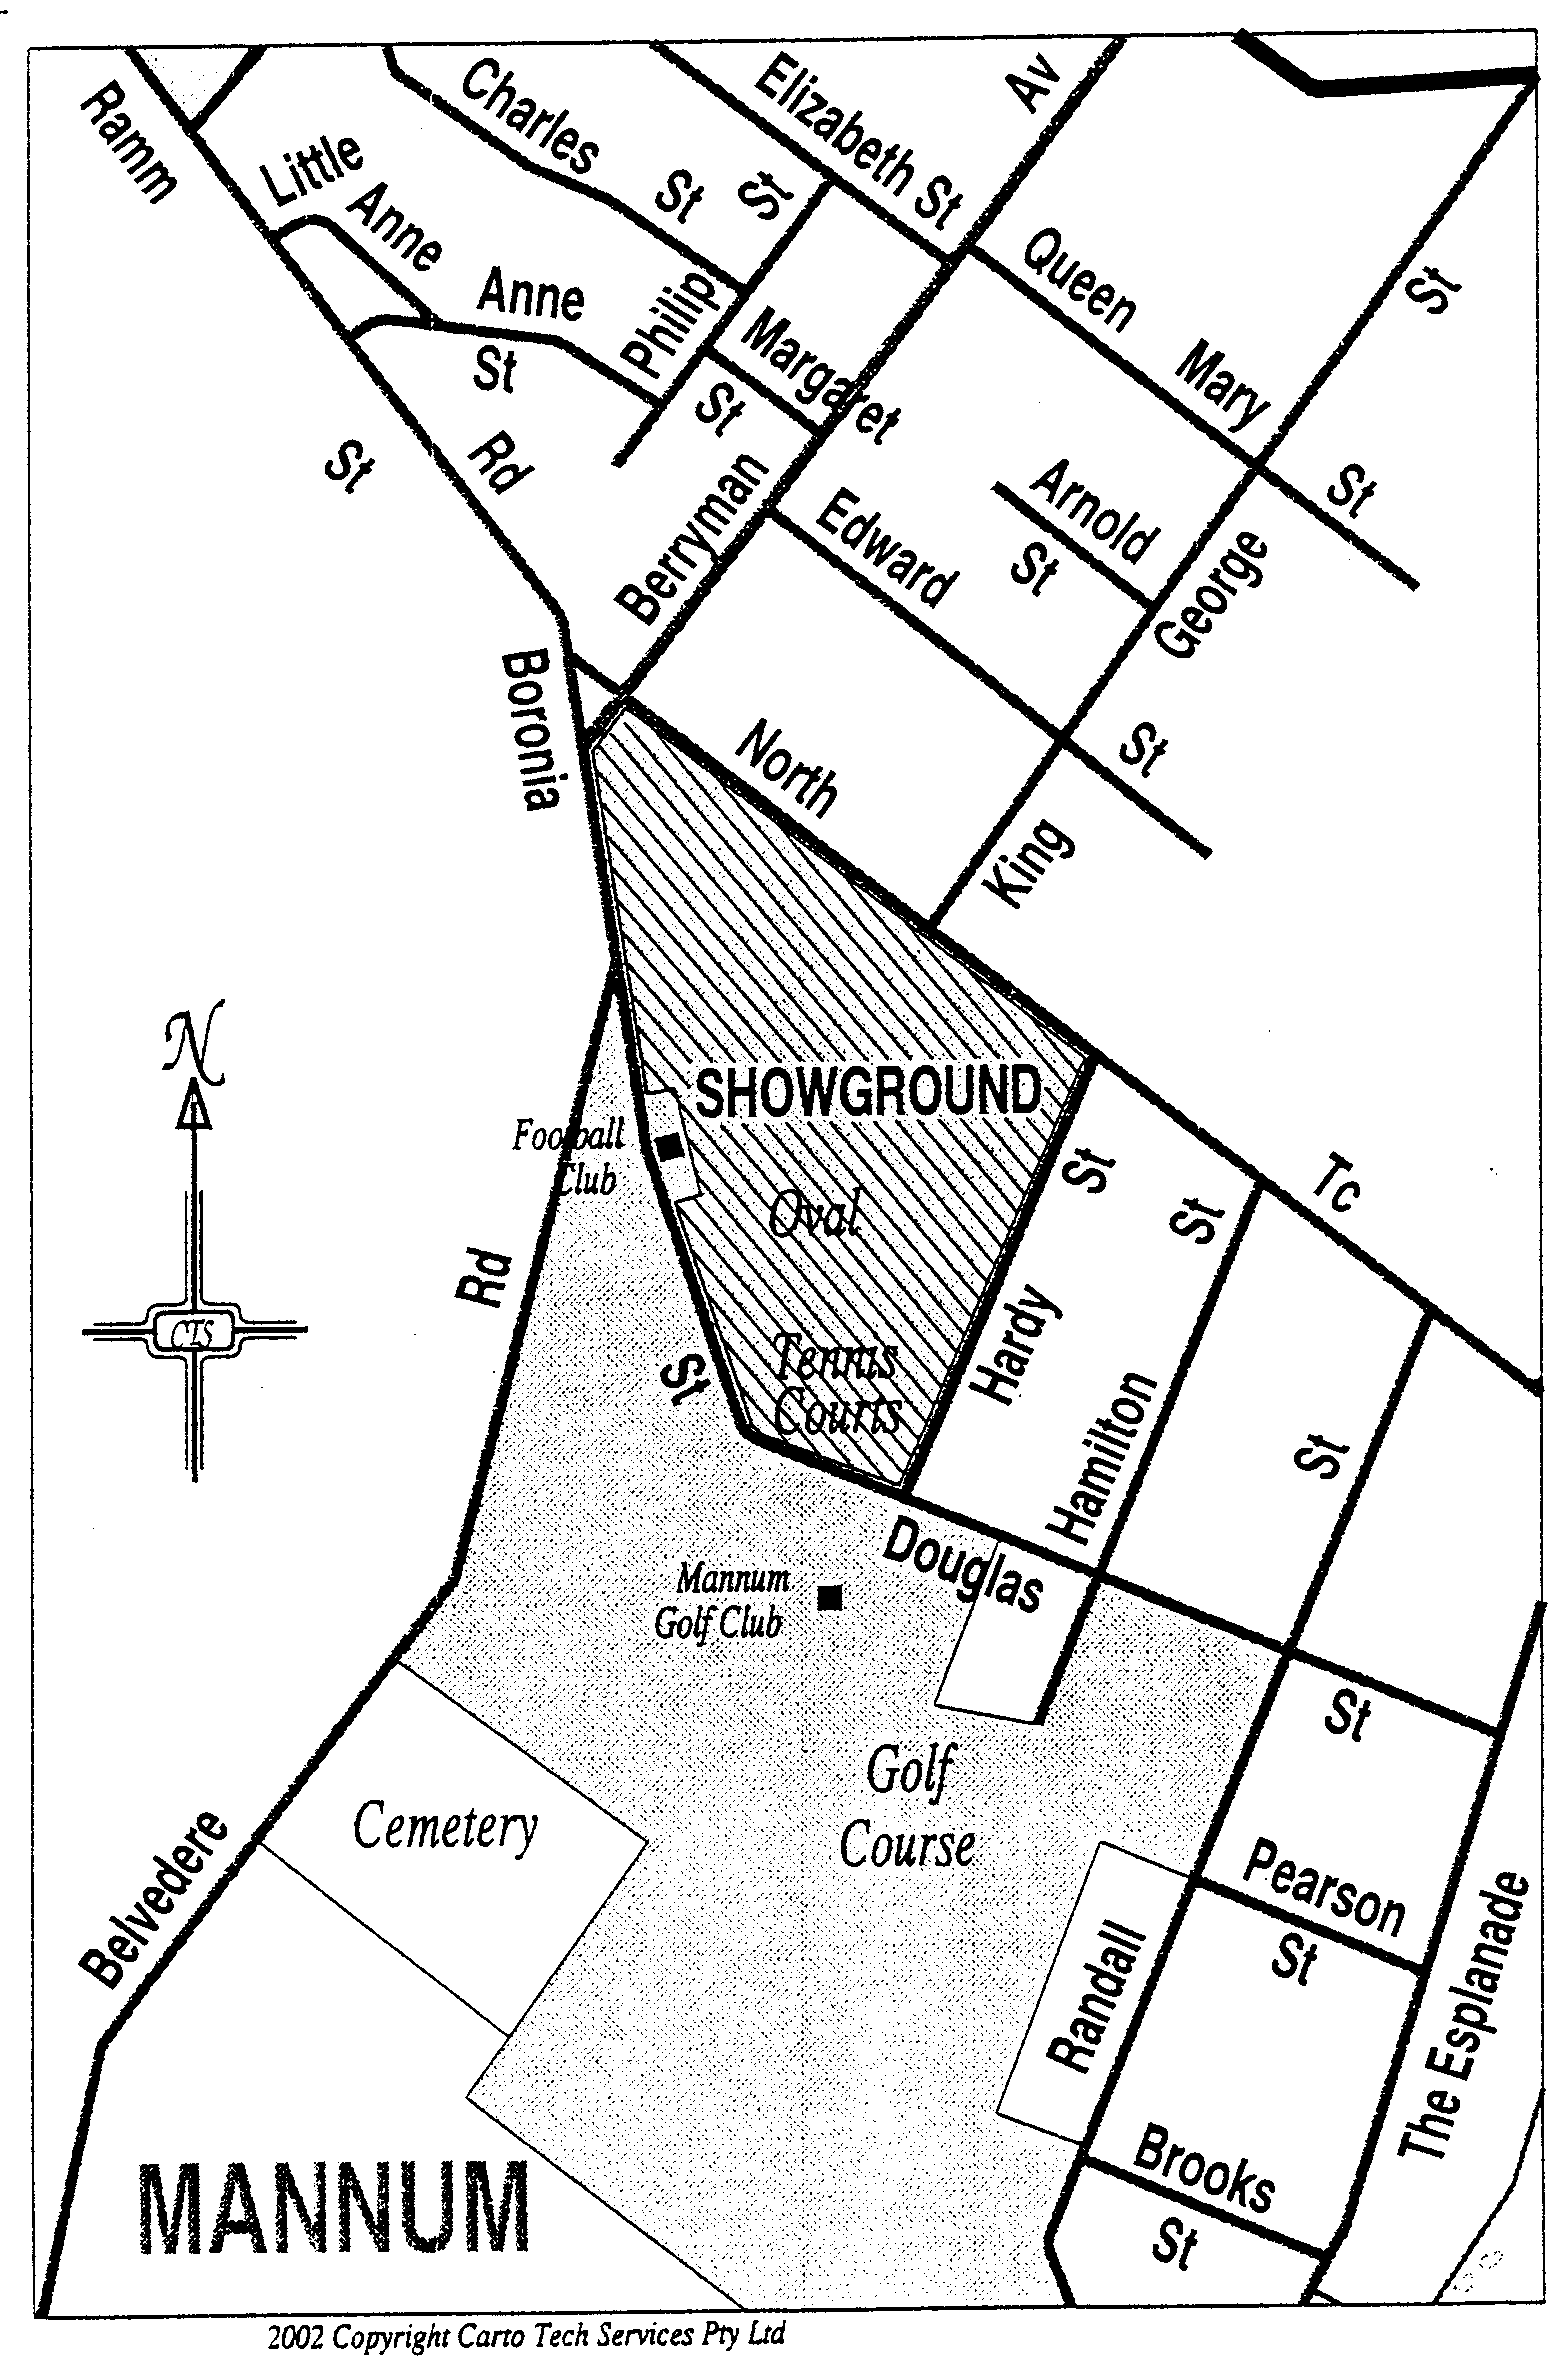 Ramm
Little
Anne
Charles
St
St
Elizabeth St
Av
Anne
St
Philip
Margaret
St
Queen
Mary
St
St
St
Rd
Berryman
Edward
Arnold
St
George
St
Boronia
North
King
N
SHOWGROUND
Football
Club
Oval
St
St
Tc
Rd
CTS
St
Tennis
Courts
Hardy
Hamilton
St
Douglas
Mannum
Golf Club
St
Golf
Course
Cemetery
Belvedere
Pearson
St
Randall
The Esplanade
Brooks
St
MANNUM
2002 Copyright Carto Tech Services Pty Ltd